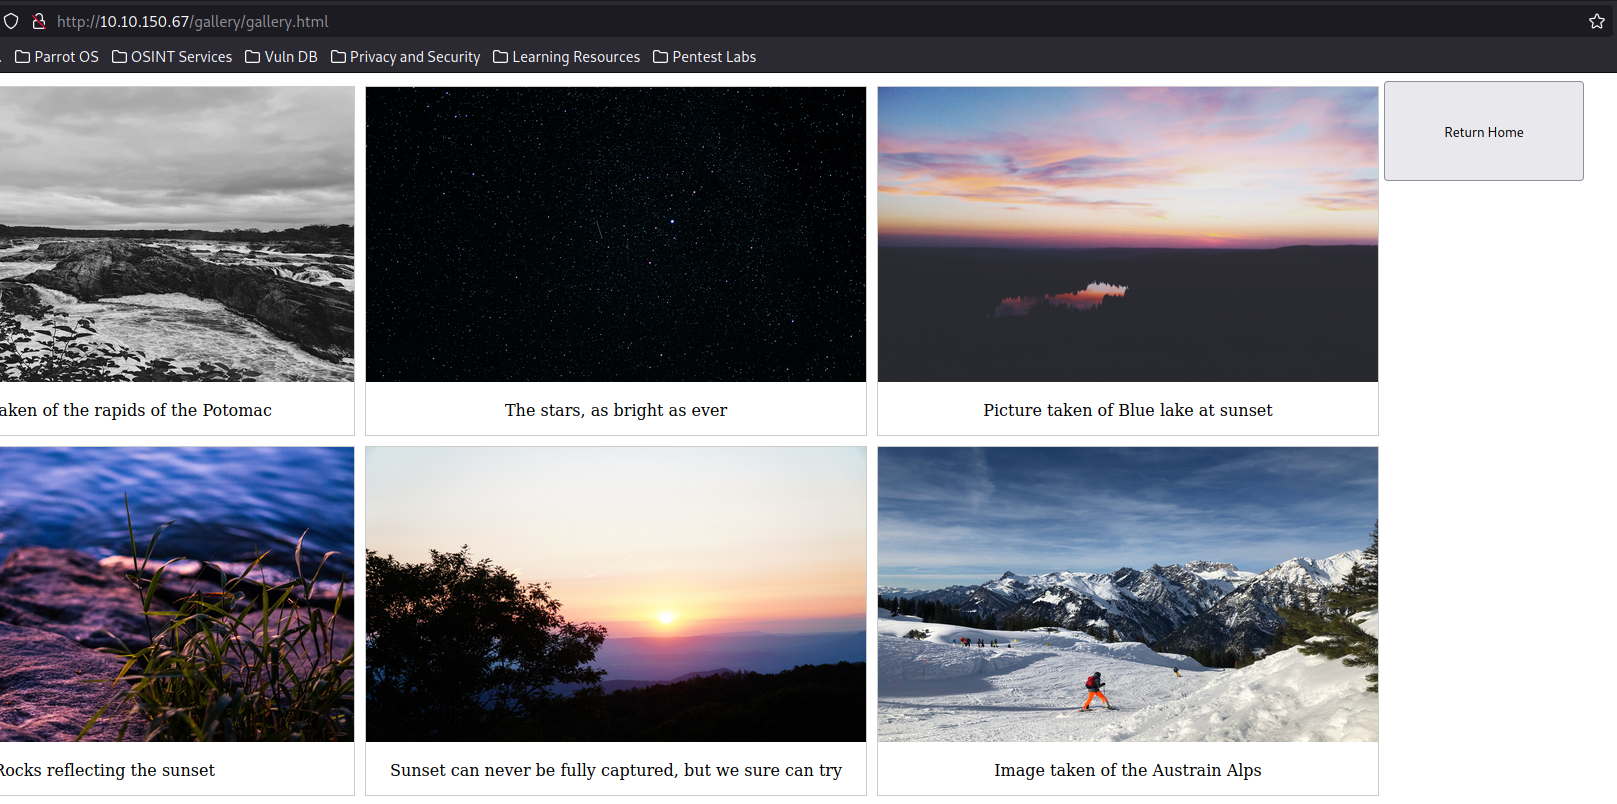 http://10.10.150.67/gallery/gallery.html
Parrot OS OSINT Services Vuln DB Privacy and Security Learning Resources Pentest Labs
Return Home
aken of the rapids of the Potomac
The stars, as bright as ever
Picture taken of Blue lake at sunset
Rocks reflecting the sunset
Sunset can never be fully captured, but we sure can try
Image taken of the Austrain Alps